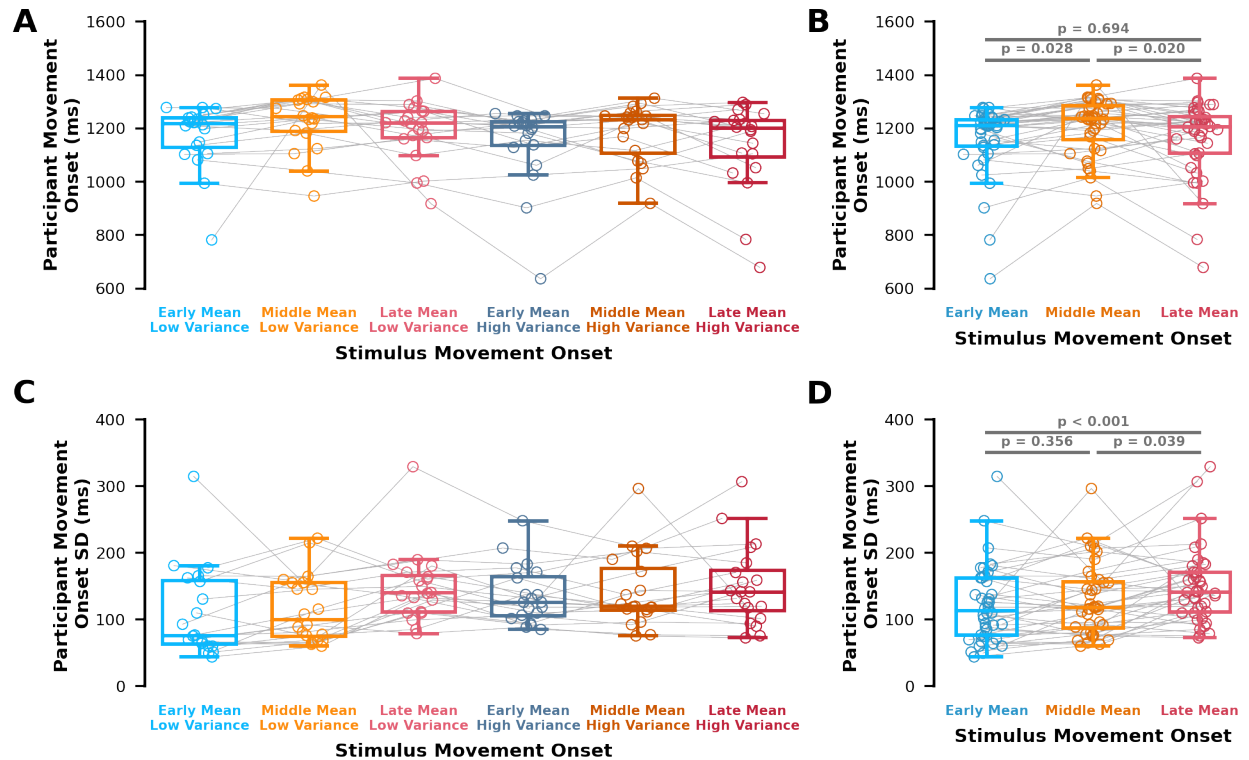 A
Participant Movement
Onset (ms)
1600
1400
1200
1000
800
600
Early Mean
Low Variance
Middle Mean
Low Variance
Late Mean
Low Variance
Early Mean
High Variance
Middle Mean
High Variance
Late Mean
High Variance
Stimulus Movement Onset
B
Participant Movement
Onset (ms)
1600
1400
1200
1000
800
600
p = 0.694
p = 0.028
p = 0.020
Early Mean
Middle Mean
Late Mean
Stimulus Movement Onset
C
Participant Movement
Onset SD (ms)
400
300
200
100
0
Early Mean
Low Variance
Middle Mean
Low Variance
Late Mean
Low Variance
Early Mean
High Variance
Middle Mean
High Variance
Late Mean
High Variance
Stimulus Movement Onset
D
Participant Movement
Onset SD (ms)
400
300
200
100
0
p < 0.001
p = 0.356
p = 0.039
Early Mean
Middle Mean
Late Mean
Stimulus Movement Onset